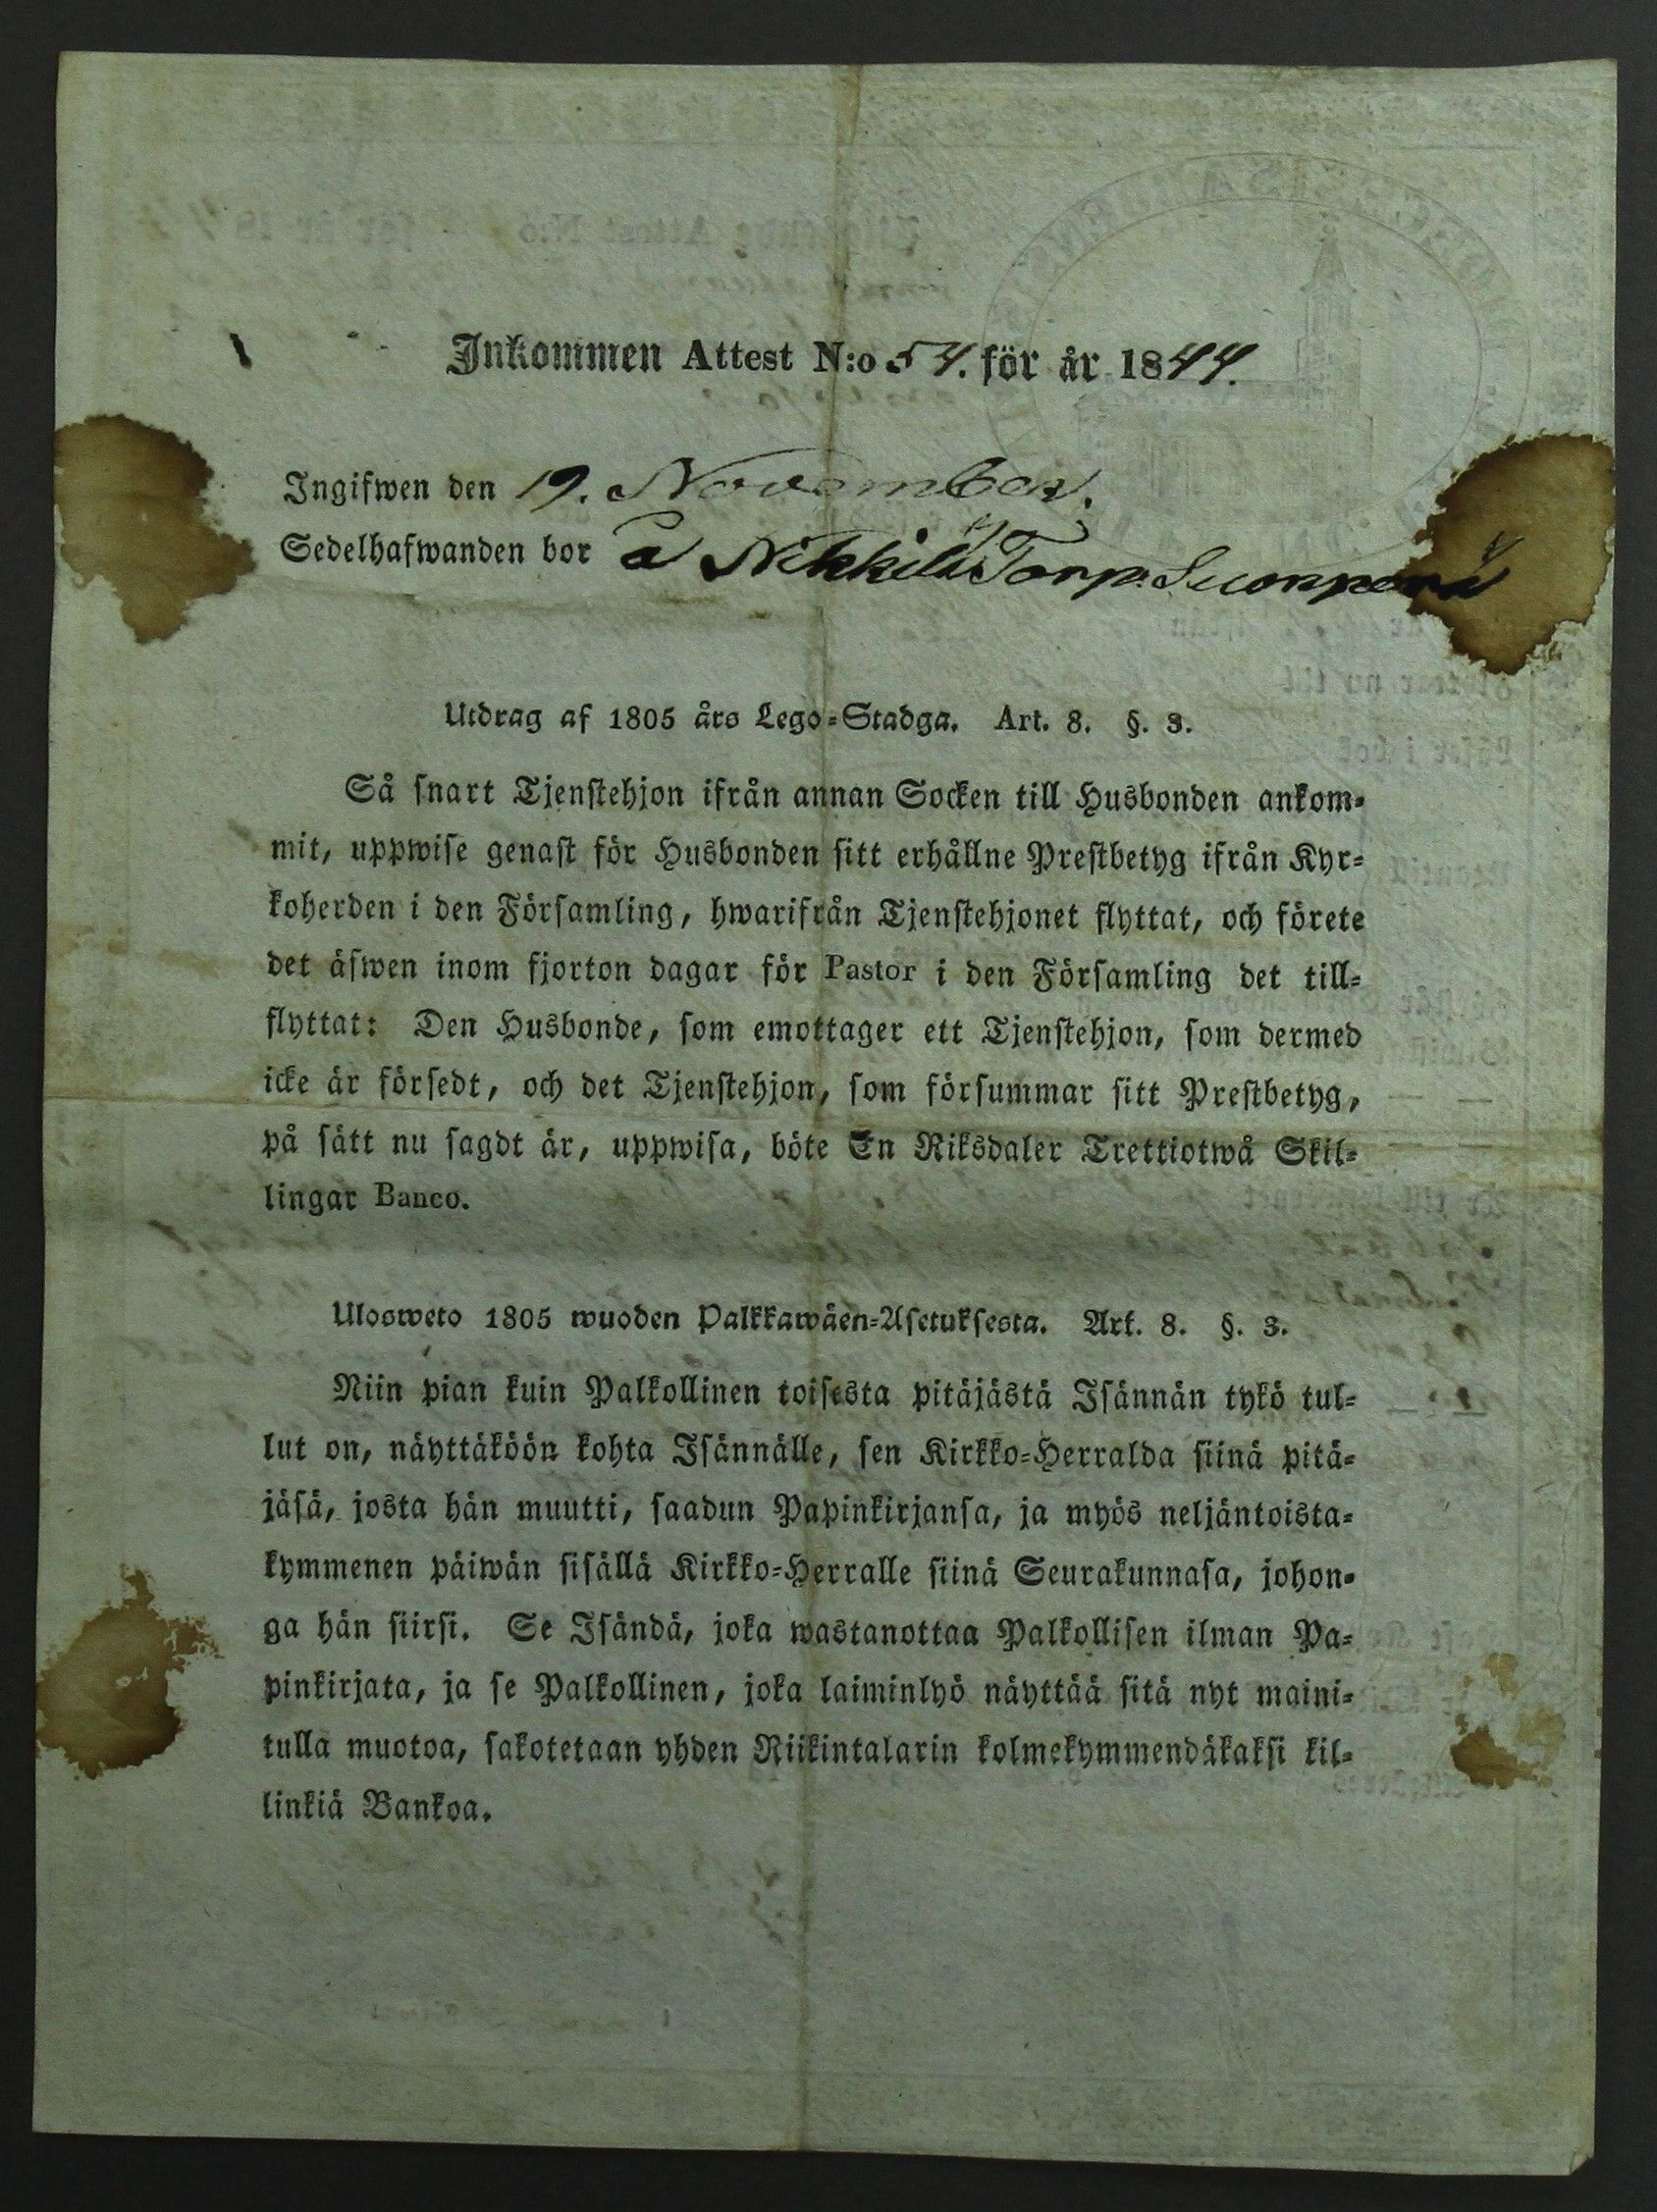 Inkommen Attest N:o 54. för år 1844.
Ingifwen den 19. November.
Sedelhafwanden bor å Nikkilä Torp. Suonperä
Utdrag af 1805 års Lego-Stadga. Art. 8. §. 3.
Så snart Tjenstehjon ifrån annan Socken till Husbonden ankom-
mit, uppwise genast för Husbonden sitt erhållne Prestbetyg ifrån Kyr-
koherden i den Församling, hwarifrån Tjenstehjonet flyttat, och förete
det äfwen inom fjorton dagar för Pastor i den Församling det till-
flyttat: Den Husbonde, som emottager ett Tjenstehjon, som dermed
icke är försedt, och det Tjenstehjon, som försummar sitt Prestbetyg,
på sätt nu sagdt är, uppwisa, böte En Riksdaler Trettiotwå Skil-
lingar Banco.
Ulosweto 1805 wuoden Palkkawäen-Asetuksesta. Art. 8. §. 3.
Niin pian kuin Palkollinen toisesta pitäjästä Isännän tykö tul-
lut on, näyttäköön kohta Isännälle, sen Kirkko-Herralda siinä pitä-
jäsä, josta hän muutti, saadun Papinkirjansa, ja myös neljäntoista-
kymmenen päiwän sisällä Kirkko-Herralle siinä Seurakunnasa, johon-
ga hän siirsi. Se Isändä, joka wastanottaa Palkollisen ilman Pa-
pinkirjata, ja se Palkollinen, joka laiminlyö näyttää sitä nyt maini-
tulla muotoa, sakotetaan yhden Riikintalarin kolmekymmendäkaksi kil-
linkiä Bankoa.